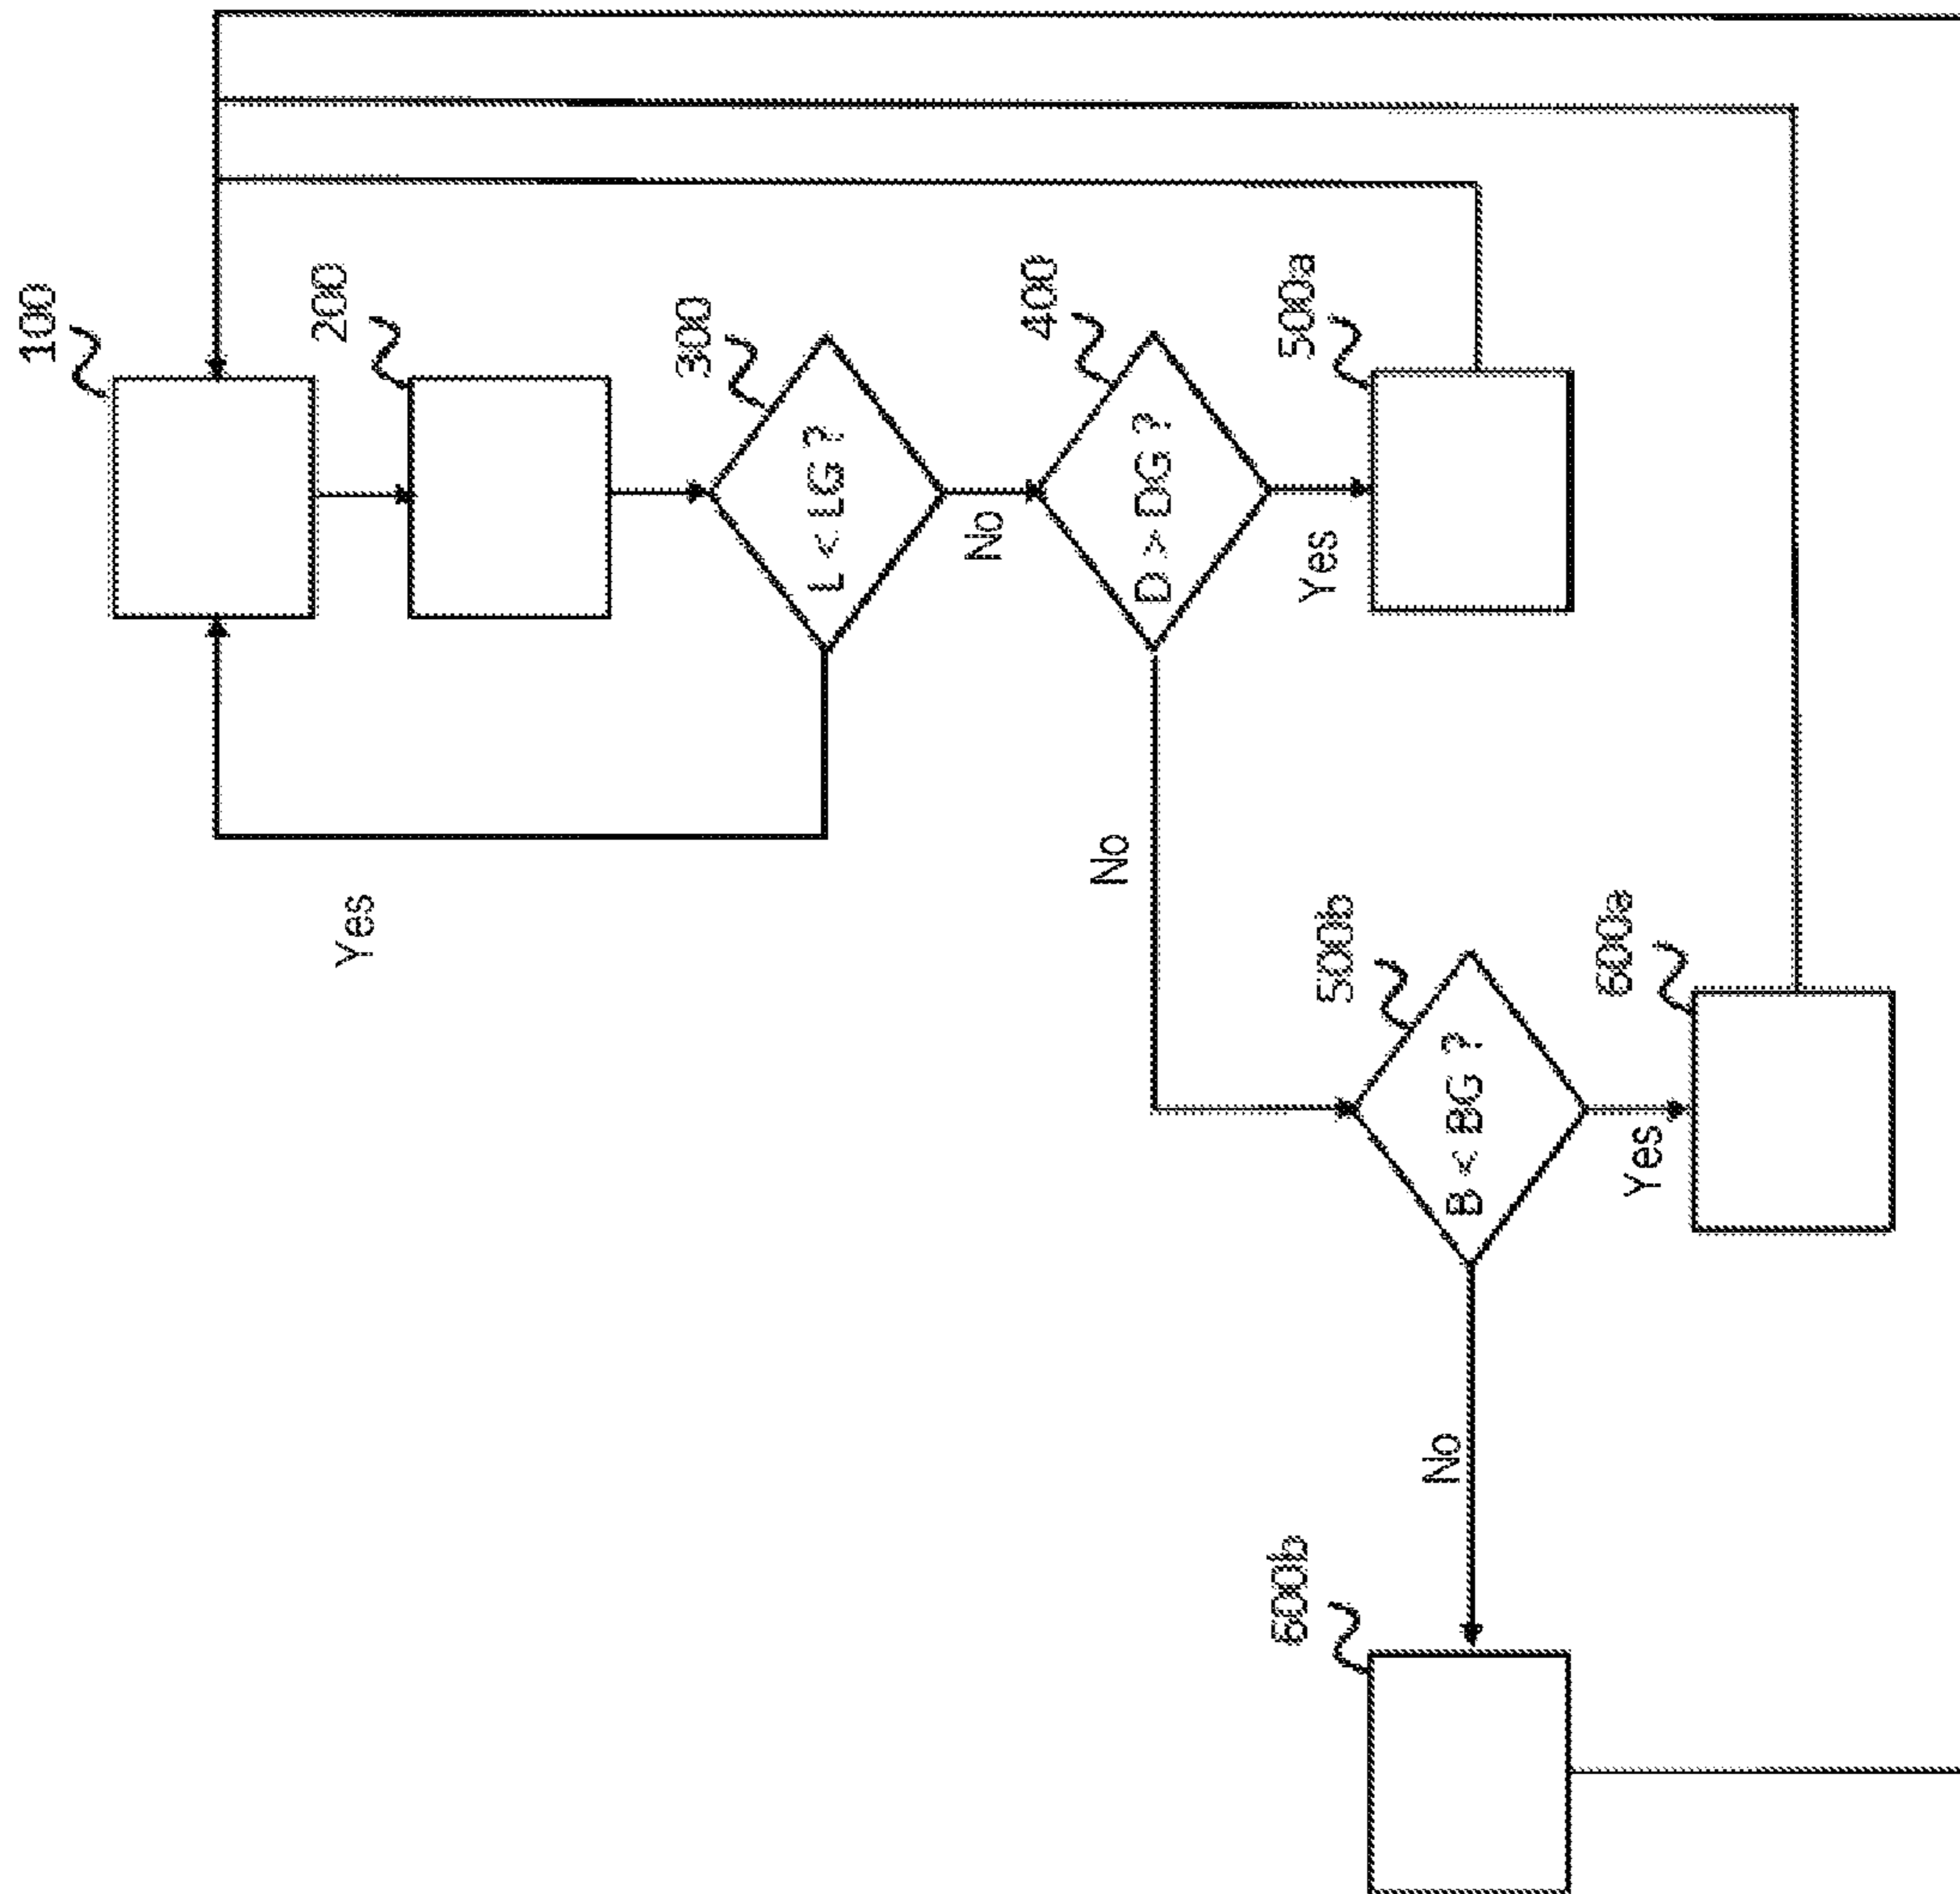 100
200
300
L < LG ?
Yes
No
400
D > DG ?
No
Yes
500a
500b
B < BG ?
No
Yes
600a
600b